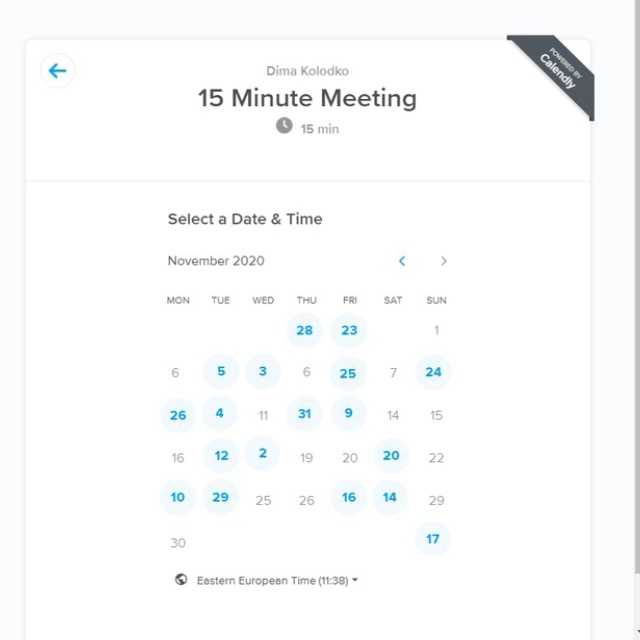 Dima Kolodko
15 Minute Meeting
15 min
POWERED BY
Calendly
Select a Date & Time
November 2020
MON TUE WED THU FRI SAT SUN
28 23 1
6 5 3 6 25 7 24
26 4 11 31 9 14 15
16 12 2 19 20 20 22
10 29 25 26 16 14 29
30 17
Eastern European Time (11:38)